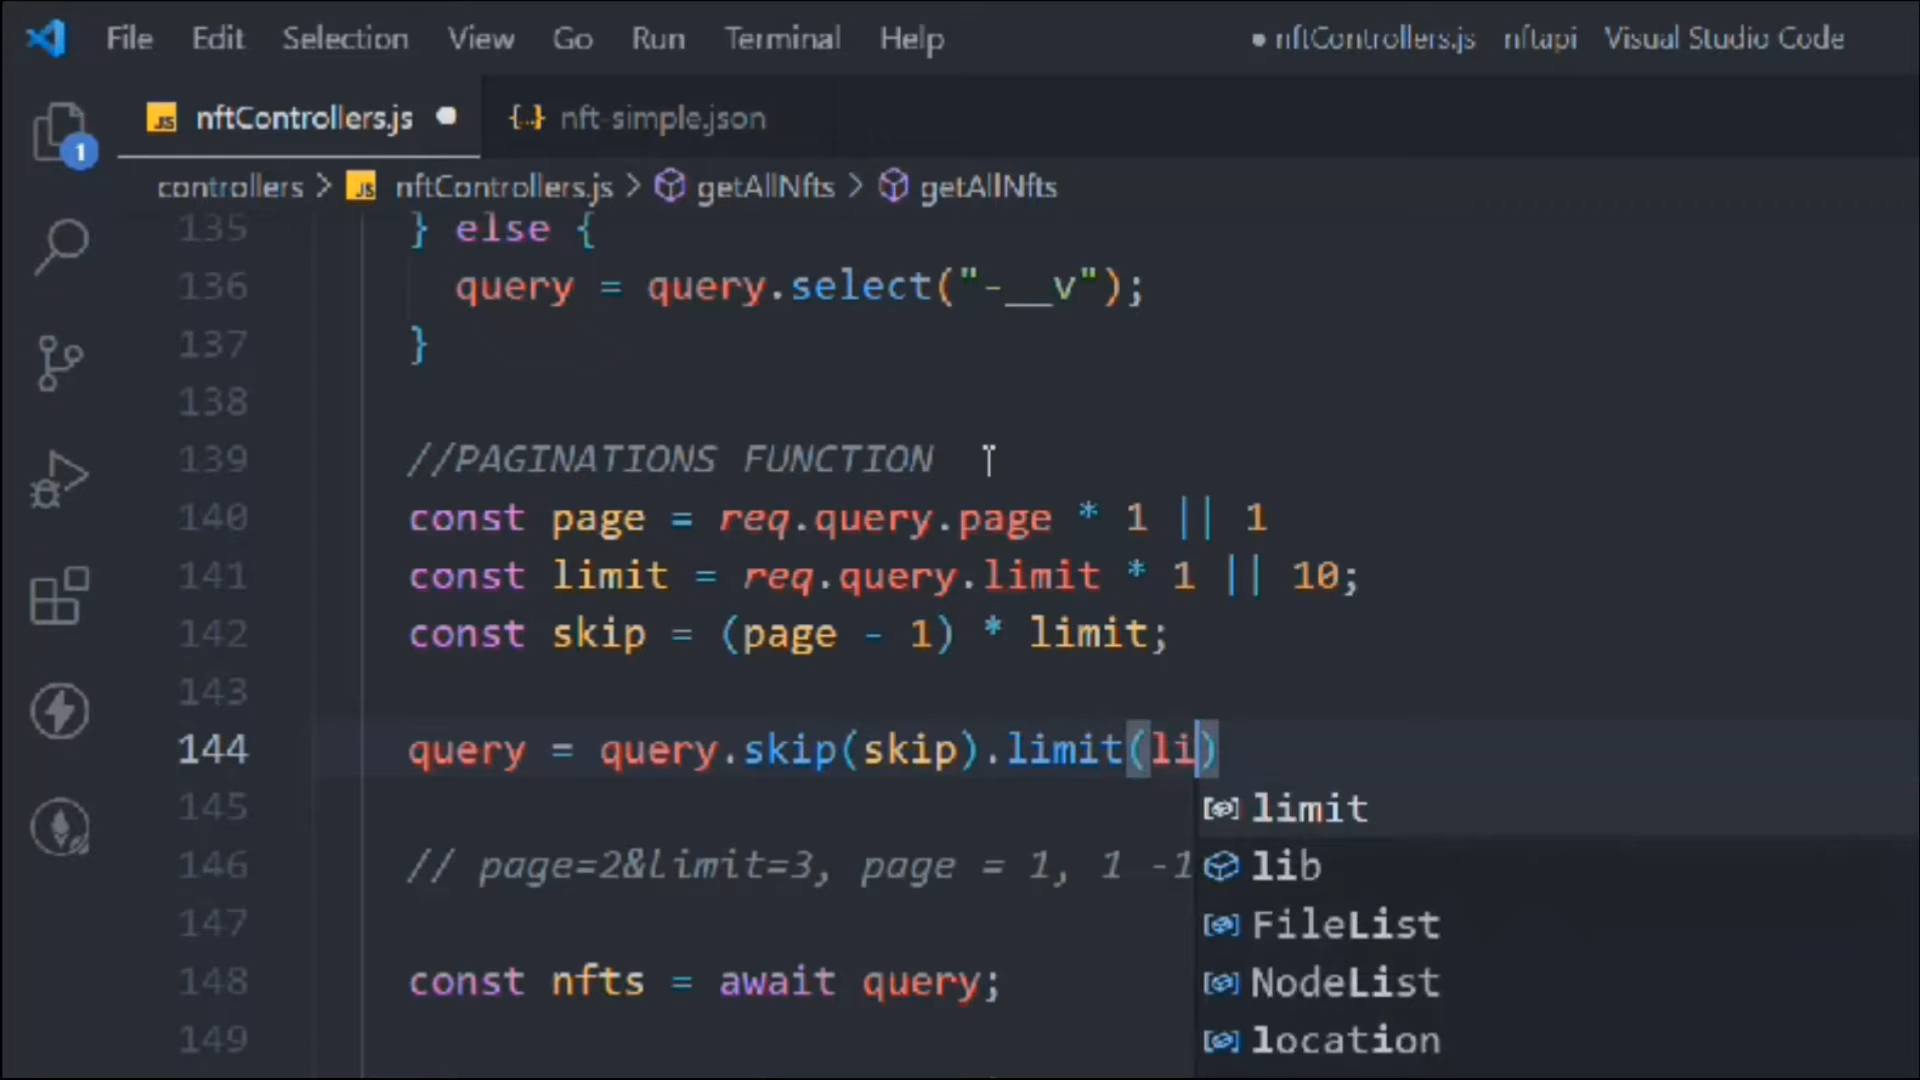 File Edit Selection View Go Run Terminal Help ● nftControllers.js nftapi Visual Studio Code
JS nftControllers.js ● {..} nft-simple.json
1
controllers > JS nftControllers.js > getAllNfts > getAllNfts
135 } else {
136 query = query.select("-__v");
137 }
138
139 //PAGINATIONS FUNCTION
140 const page = req.query.page * 1 || 1
141 const limit = req.query.limit * 1 || 10;
142 const skip = (page - 1) * limit;
143
144 query = query.skip(skip).limit(li)
145 limit
146 // page=2&limit=3, page = 1, 1 -1 lib
147 FileList
148 const nfts = await query; NodeList
149 location